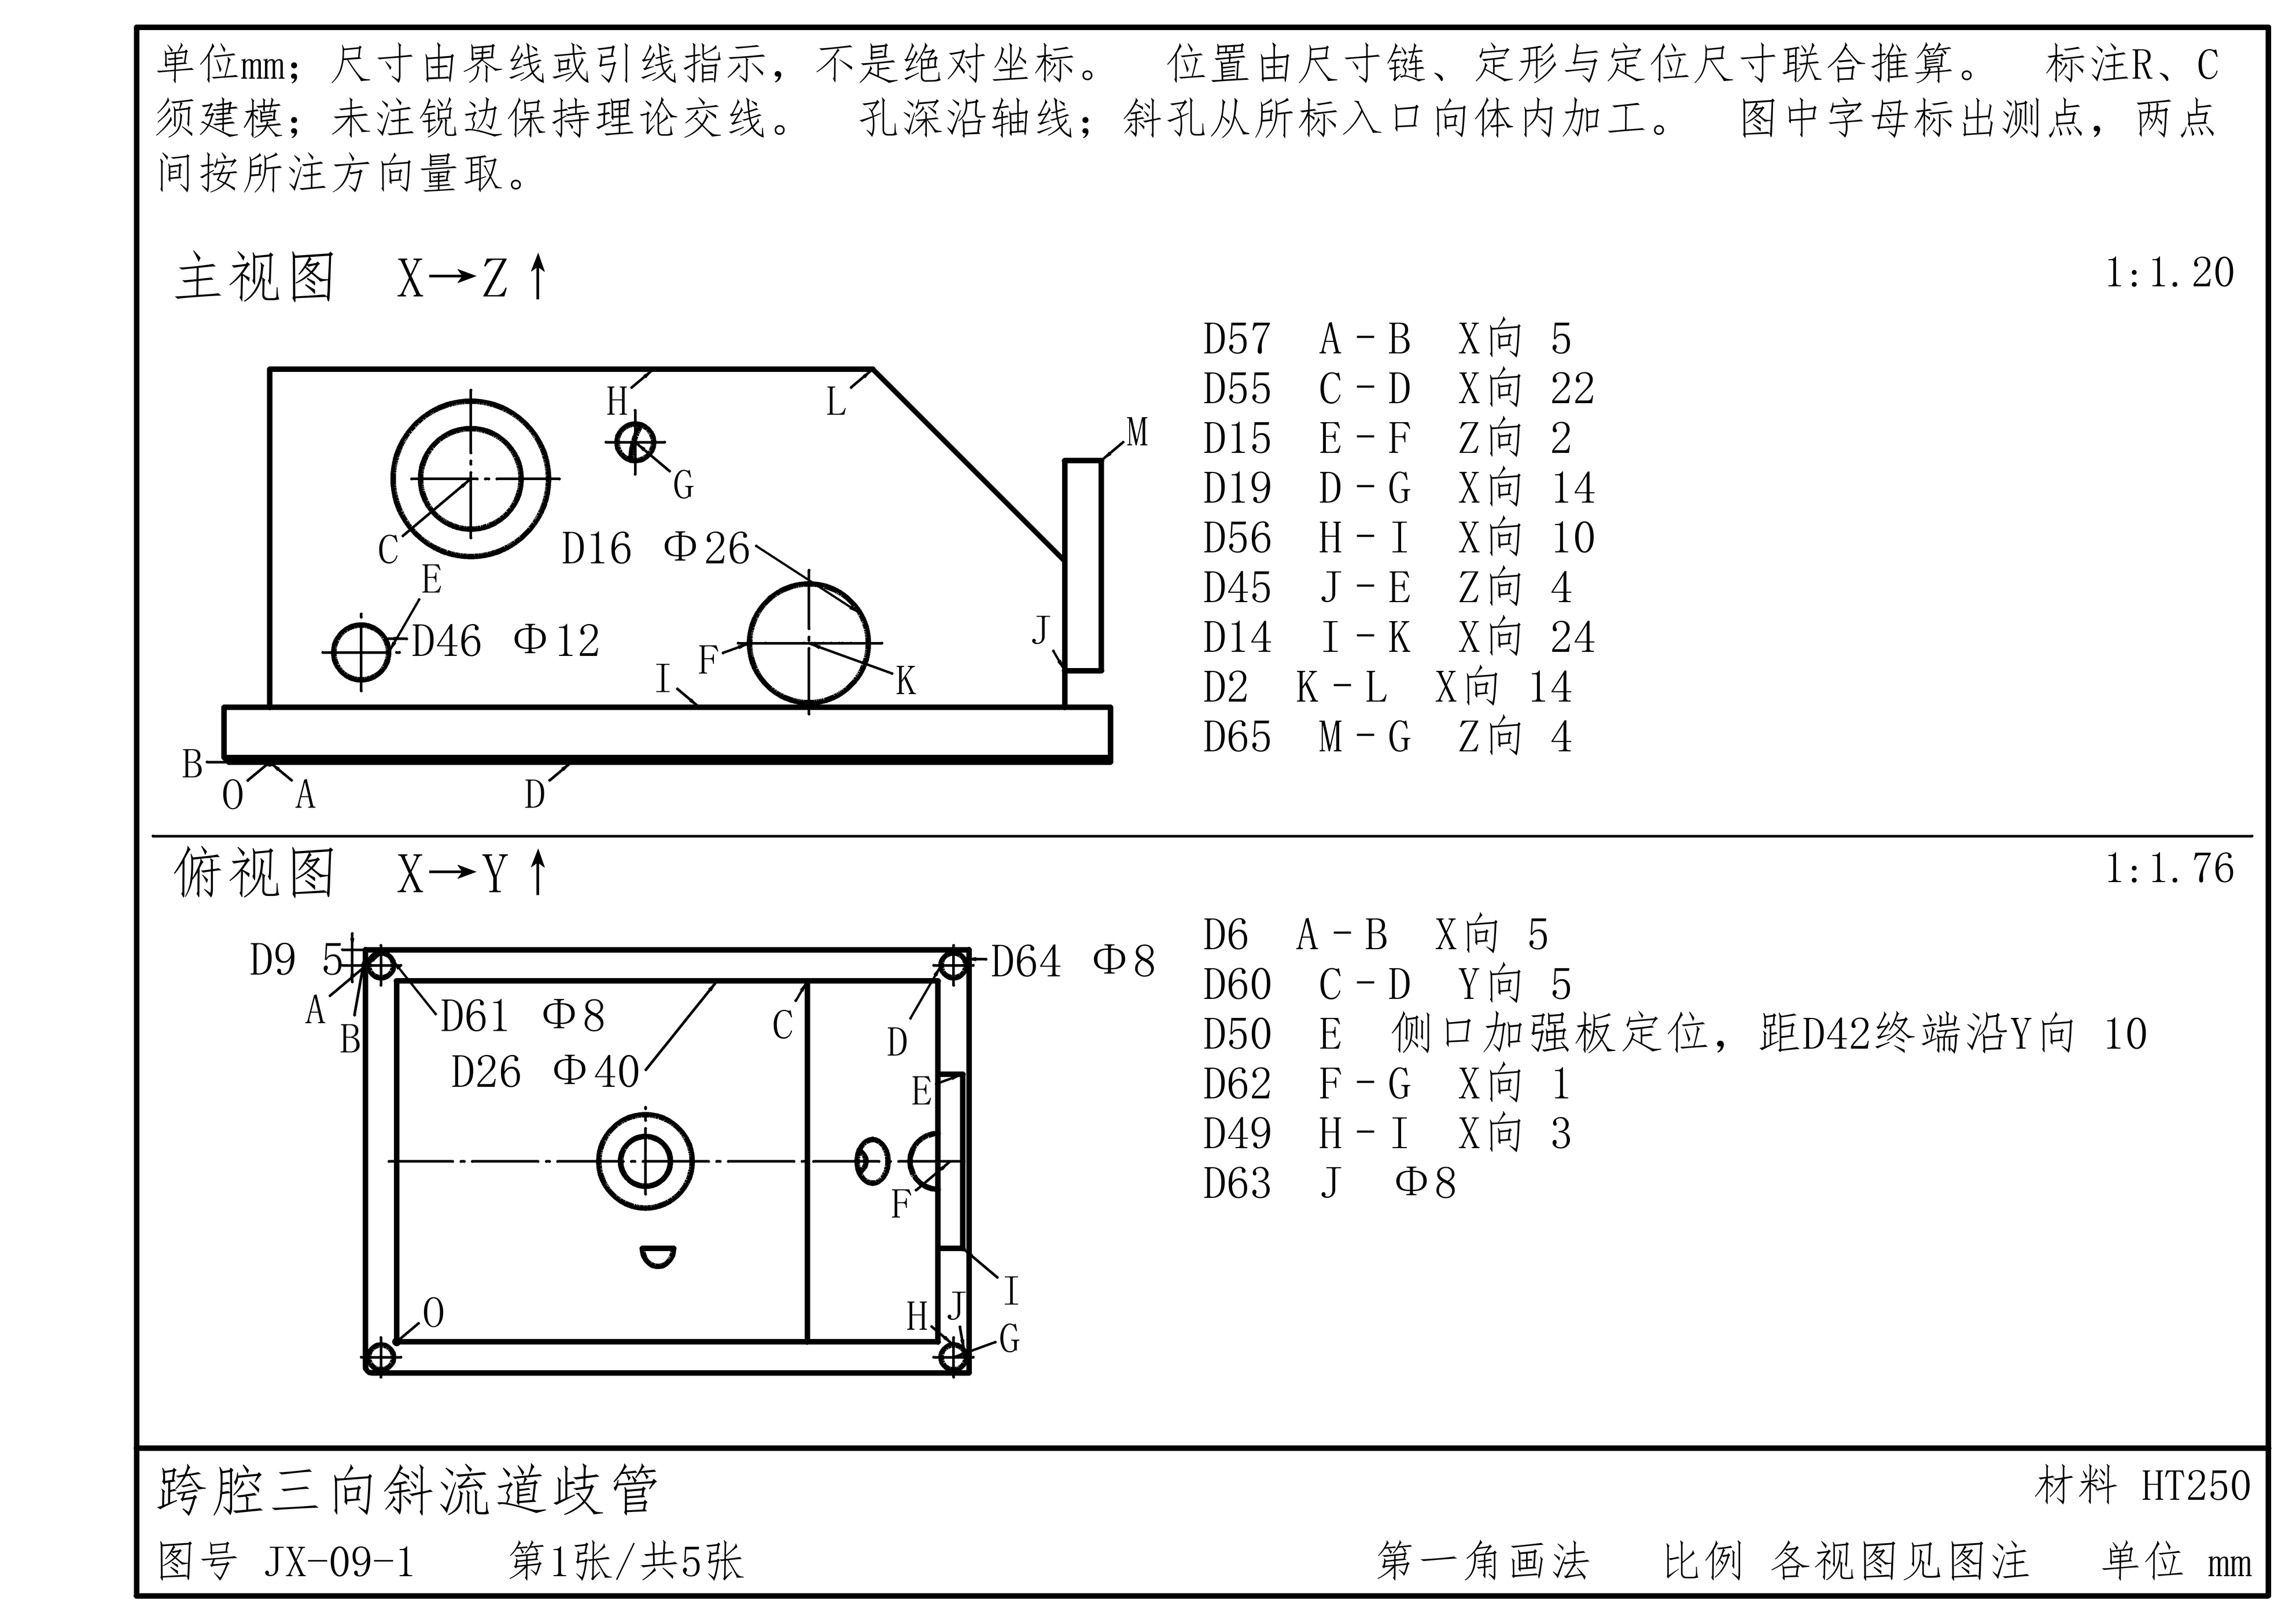 单位mm；尺寸由界线或引线指示，不是绝对坐标。 位置由尺寸链、定形与定位尺寸联合推算。 标注R、C
须建模；未注锐边保持理论交线。 孔深沿轴线；斜孔从所标入口向体内加工。 图中字母标出测点，两点
间按所注方向量取。
主视图 X→Z↑
1:1.20
D57 A-B X向 5
D55 C-D X向 22
D15 E-F Z向 2
D19 D-G X向 14
D56 H-I X向 10
D45 J-E Z向 4
D14 I-K X向 24
D2 K-L X向 14
D65 M-G Z向 4
H
L
M
G
C
D16 Φ26
E
D46 Φ12
J
F
I
K
B
O
A
D
俯视图 X→Y↑
1:1.76
D6 A-B X向 5
D60 C-D Y向 5
D50 E 侧口加强板定位，距D42终端沿Y向 10
D62 F-G X向 1
D49 H-I X向 3
D63 J Φ8
D9 5
D64 Φ8
A
B
D61 Φ8
C
D
D26 Φ40
E
F
I
O
H
J
G
跨腔三向斜流道歧管
材料 HT250
图号 JX-09-1 第1张/共5张
第一角画法 比例 各视图见图注 单位 mm